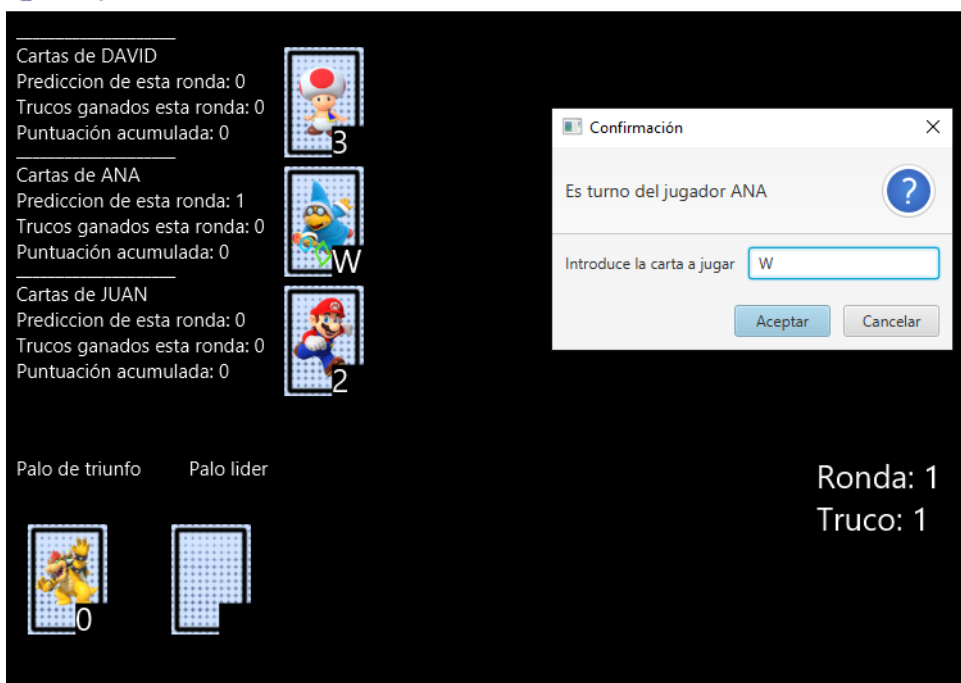 Cartas de DAVID
Prediccion de esta ronda: 0
Trucos ganados esta ronda: 0
Puntuación acumulada: 0
3
Cartas de ANA
Prediccion de esta ronda: 1
Trucos ganados esta ronda: 0
Puntuación acumulada: 0
W
Cartas de JUAN
Prediccion de esta ronda: 0
Trucos ganados esta ronda: 0
Puntuación acumulada: 0
2
Confirmación
Es turno del jugador ANA
?
Introduce la carta a jugar W
Aceptar Cancelar
Palo de triunfo Palo lider
0
Ronda: 1
Truco: 1